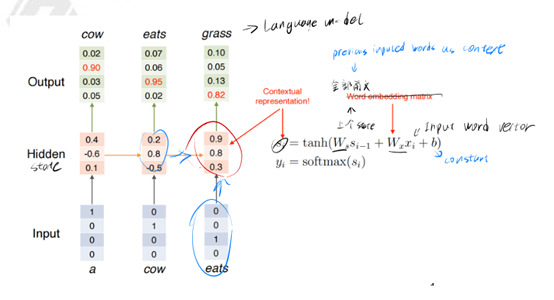 cow eats grass → Language model
0.02 0.07 0.10
0.90 0.06 0.05
0.03 0.95 0.13
0.05 0.02 0.82
Output
previous inputed words as context
全部前文
Word embedding matrix
Contextual representation!
上个state
Input word vector
0.4 0.2 0.9
-0.6 0.8 0.8
0.1 -0.5 0.3
Hidden
state
s_i = tanh(W_s s_{i-1} + W_x x_i + b)
y_i = softmax(s_i)
constant
1 0 0
0 1 0
0 0 1
0 0 0
Input
a cow eats